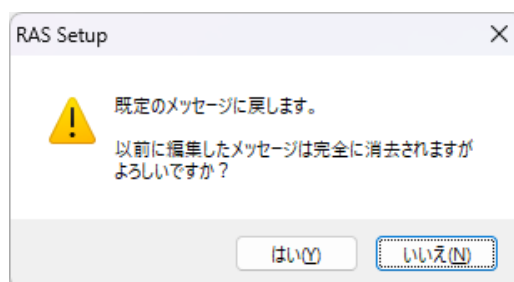 RAS Setup
既定のメッセージに戻します。
以前に編集したメッセージは完全に消去されますが
よろしいですか？
はい(Y)
いいえ(N)